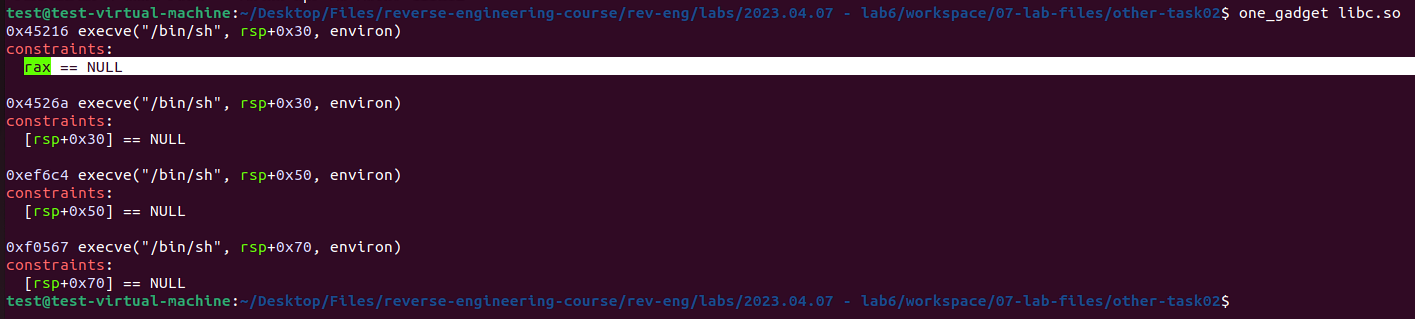 test@test-virtual-machine:~/Desktop/Files/reverse-engineering-course/rev-eng/labs/2023.04.07 - lab6/workspace/07-lab-files/other-task02$ one_gadget libc.so
0x45216 execve("/bin/sh", rsp+0x30, environ)
constraints:
  rax == NULL

0x4526a execve("/bin/sh", rsp+0x30, environ)
constraints:
  [rsp+0x30] == NULL

0xef6c4 execve("/bin/sh", rsp+0x50, environ)
constraints:
  [rsp+0x50] == NULL

0xf0567 execve("/bin/sh", rsp+0x70, environ)
constraints:
  [rsp+0x70] == NULL
test@test-virtual-machine:~/Desktop/Files/reverse-engineering-course/rev-eng/labs/2023.04.07 - lab6/workspace/07-lab-files/other-task02$